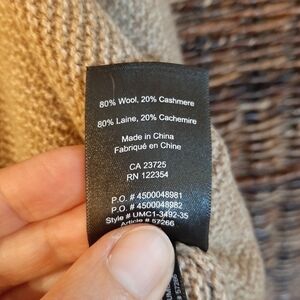 80% Wool, 20% Cashmere
80% Laine, 20% Cachemire
Made in China
Fabriqué en Chine
CA 23725
RN 122354
P.O. # 4500048981
P.O. # 4500048982
Style # UMC1-3492-35
Article # 57266